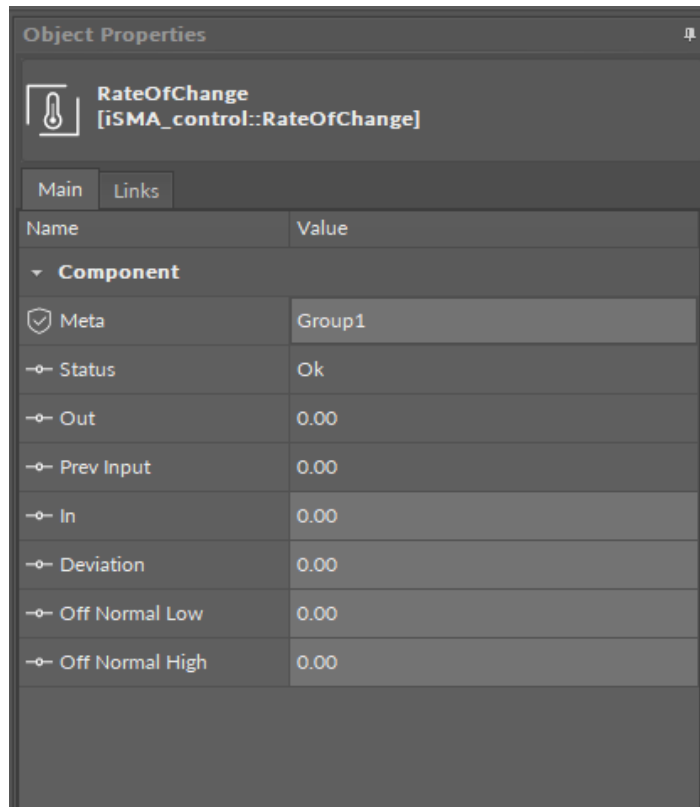 Object Properties
RateOfChange
[iSMA_control::RateOfChange]
Main Links
Name Value
Component
Meta Group1
Status Ok
Out 0.00
Prev Input 0.00
In 0.00
Deviation 0.00
Off Normal Low 0.00
Off Normal High 0.00